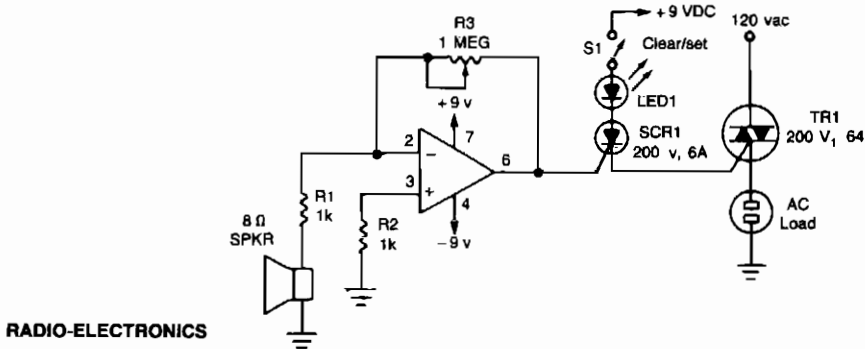 +9 VDC
120 vac
R3
1 MEG
S1
Clear/set
+9 v
LED1
TR1
200 V, 64
SCR1
200 v, 6A
2
7
6
3
4
−
+
R1
1k
R2
1k
−9 v
AC
Load
8 Ω
SPKR
RADIO-ELECTRONICS